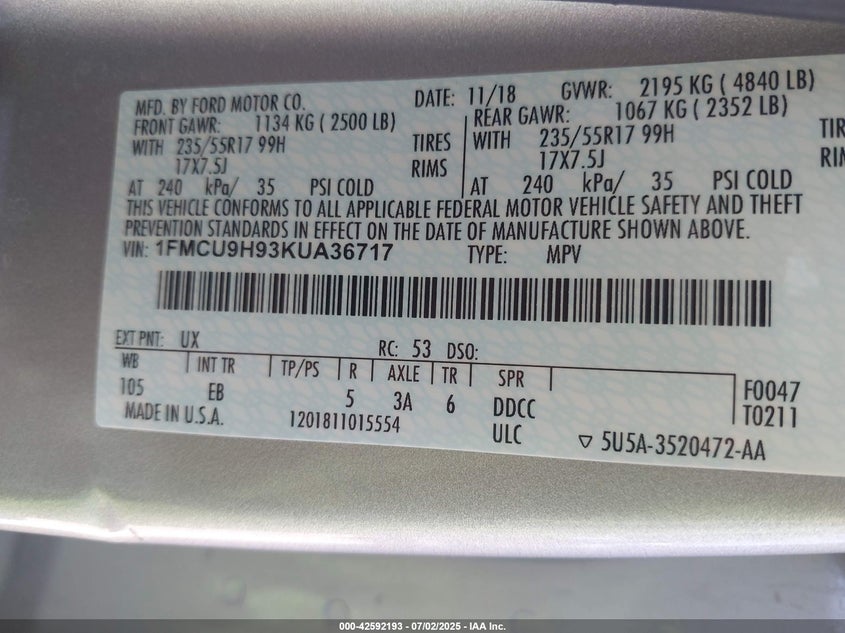 MFD. BY FORD MOTOR CO. DATE: 11/18 GVWR: 2195 KG ( 4840 LB)
FRONT GAWR: 1134 KG ( 2500 LB) REAR GAWR: 1067 KG ( 2352 LB)
WITH 235/55R17 99H TIRES WITH 235/55R17 99H TIR
17X7.5J RIMS 17X7.5J RIM
AT 240 kPa/ 35 PSI COLD AT 240 kPa/ 35 PSI COLD
THIS VEHICLE CONFORMS TO ALL APPLICABLE FEDERAL MOTOR VEHICLE SAFETY AND THEFT
PREVENTION STANDARDS IN EFFECT ON THE DATE OF MANUFACTURE SHOWN ABOVE.
VIN: 1FMCU9H93KUA36717 TYPE: MPV
EXT PNT: UX RC: 53 DSO:
WB INT TR TP/PS R AXLE TR SPR
105 EB 5 3A 6 DDCC
F0047
T0211
MADE IN U.S.A. 1201811015554 ULC
5U5A-3520472-AA
000-42592193 - 07/02/2025 - IAA Inc.